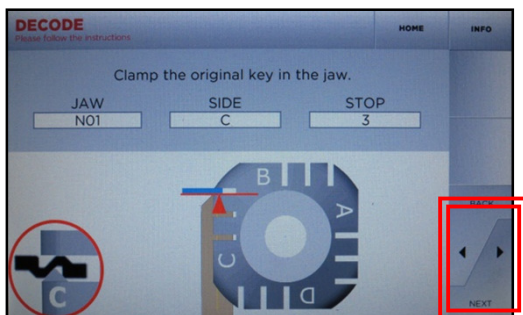 DECODE
Please follow the instructions
HOME
INFO
Clamp the original key in the jaw.
JAW
SIDE
STOP
N01
C
3
B
A
C
D
C
BACK
NEXT